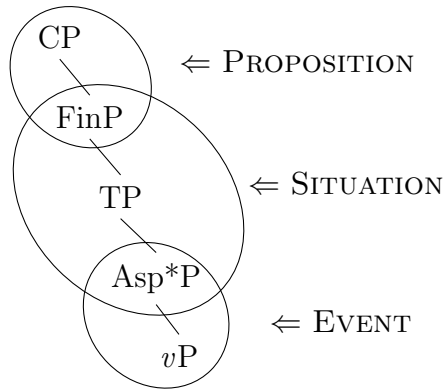 CP
⇐ PROPOSITION
FinP
TP
⇐ SITUATION
Asp*P
⇐ EVENT
vP